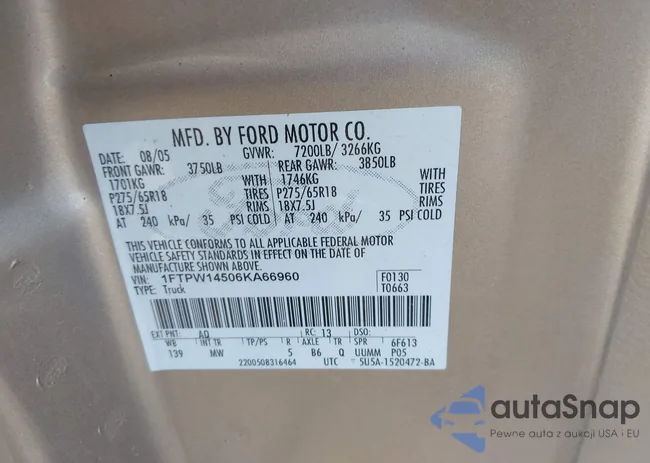 MFD. BY FORD MOTOR CO.
DATE: 08/05 GVWR: 7200LB/ 3266KG
FRONT GAWR: 3750LB REAR GAWR: 3850LB
1701KG WITH 1746KG WITH
P275/65R18 TIRES P275/65R18 TIRES
18X7.5J RIMS 18X7.5J RIMS
AT 240 kPa/ 35 PSI COLD AT 240 kPa/ 35 PSI COLD
THIS VEHICLE CONFORMS TO ALL APPLICABLE FEDERAL MOTOR
VEHICLE SAFETY STANDARDS IN EFFECT ON THE DATE OF
MANUFACTURE SHOWN ABOVE.
VIN: 1FTPW14506KA66960 F0130
TYPE: Truck T0663
EXT PNT: AQ RC: 13 DSO:
WB INT TR TP/PS R AXLE TR SPR 6F613
139 MW 5 B6 Q UUMM P05
2200508316464 UTC 5U5A-1520472-BA
autaSnap
Pewne auta z aukcji USA i EU